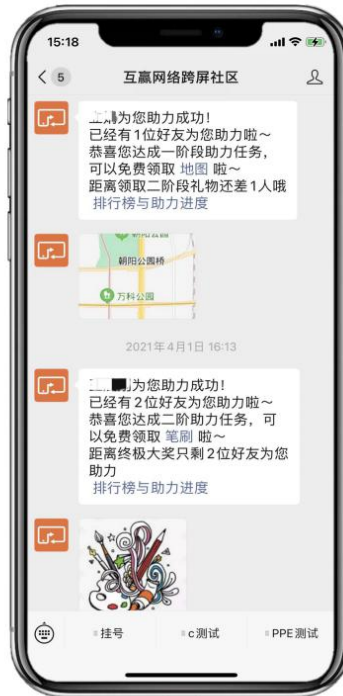 15:18
5
互赢网络跨屏社区
为您助力成功！
已经有1位好友为您助力啦～
恭喜您达成一阶段助力任务，
可以免费领取 地图 啦～
距离领取二阶段礼物还差1人哦
排行榜与助力进度
朝阳公园桥
万科公园
2021年4月1日 16:13
为您助力成功！
已经有2位好友为您助力啦～
恭喜您达成二阶助力任务，可
以免费领取 笔刷 啦～
距离终极大奖只剩2位好友为您
助力
排行榜与助力进度
挂号
c测试
PPE测试